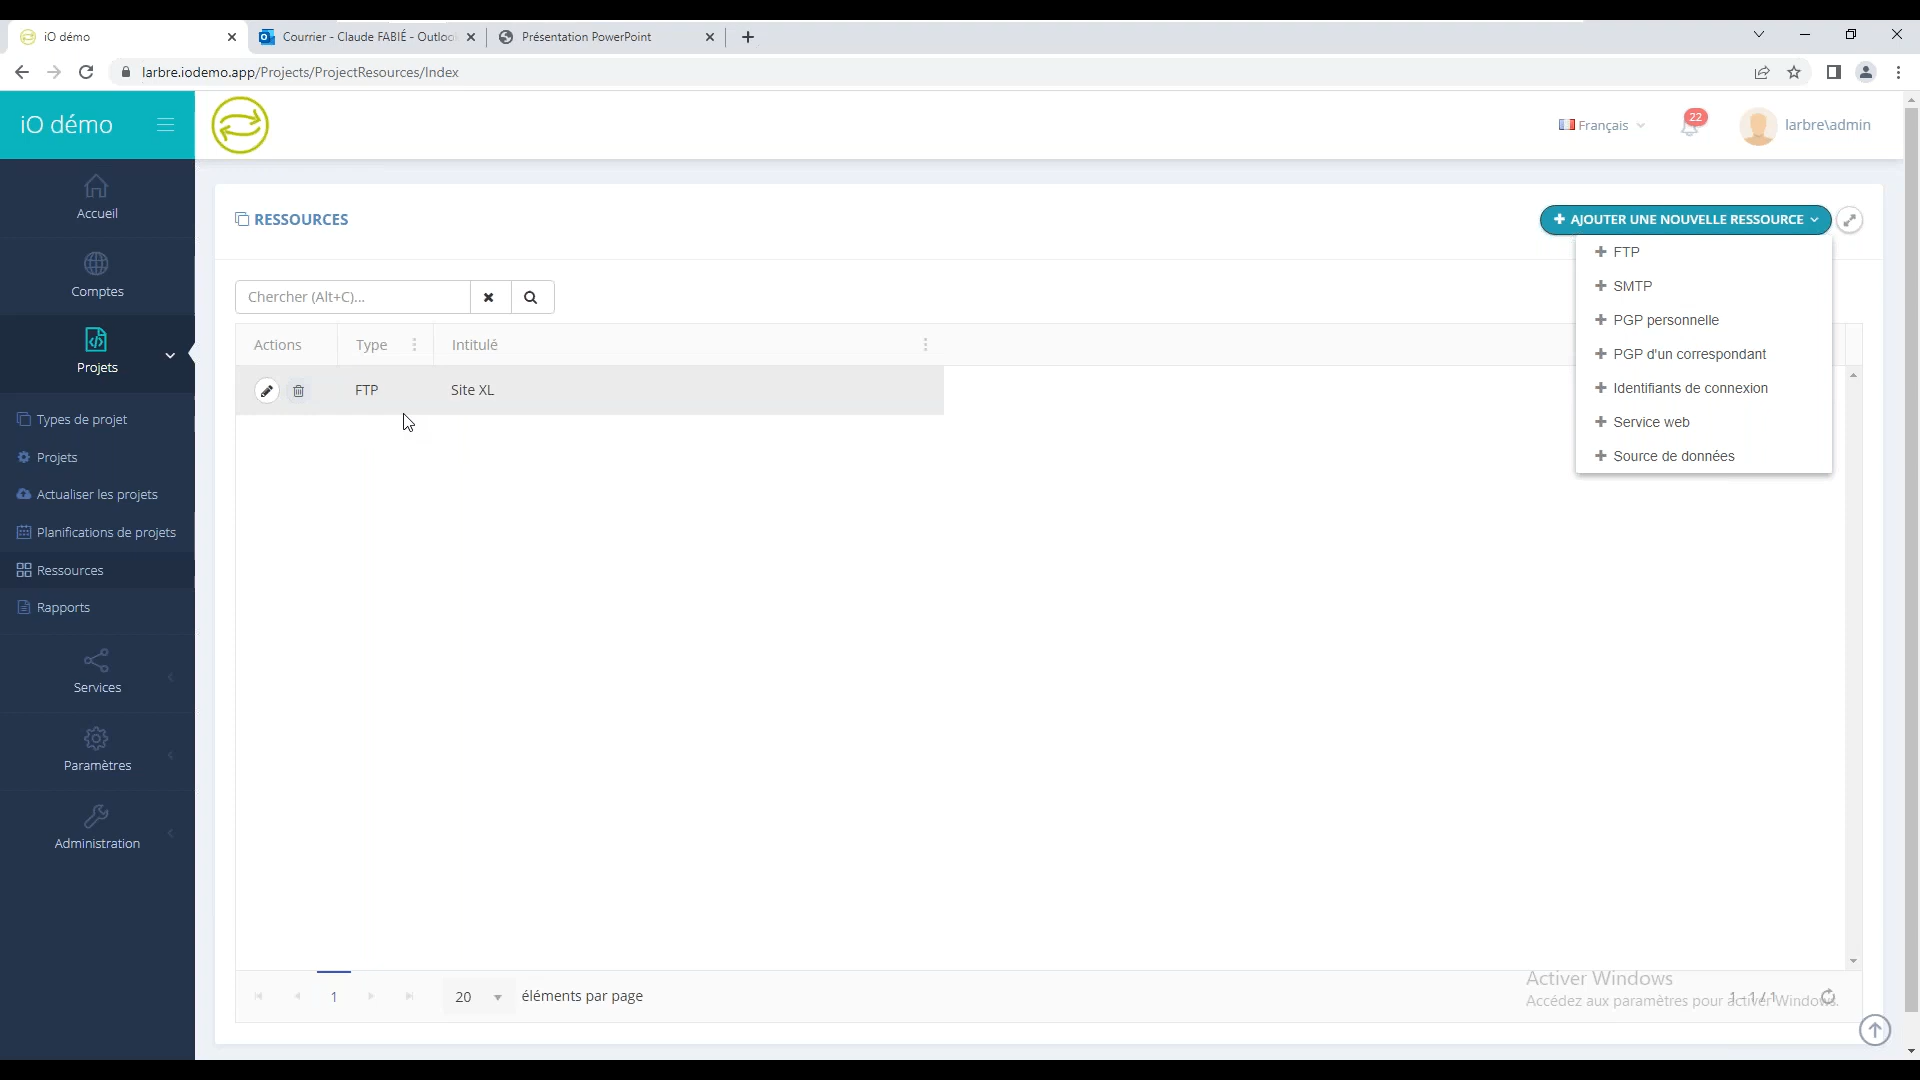 iO démo
Courrier - Claude FABIÉ - Outloo
Présentation PowerPoint
larbre.iodemo.app/Projects/ProjectResources/Index
iO démo
Français
22
larbre\admin
Accueil
Comptes
Projets
Types de projet
Projets
Actualiser les projets
Planifications de projets
Ressources
Rapports
Services
Paramètres
Administration
RESSOURCES
AJOUTER UNE NOUVELLE RESSOURCE
FTP
SMTP
PGP personnelle
PGP d'un correspondant
Identifiants de connexion
Service web
Source de données
Chercher (Alt+C)...
Actions Type Intitulé
FTP Site XL
1 20 éléments par page
1 - 1 / 1
Activer Windows
Accédez aux paramètres pour activer Windows.